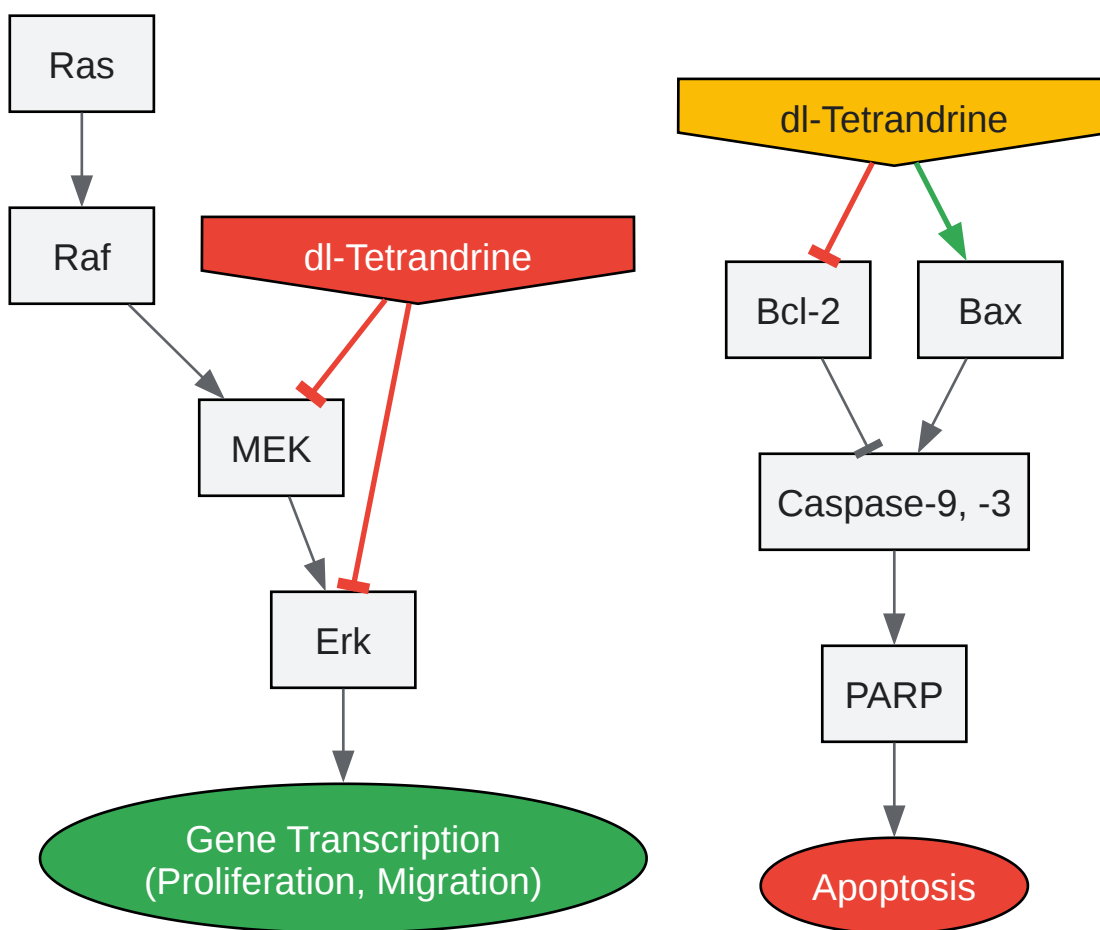 Ras
Raf
dl-Tetrandrine
MEK
Erk
Gene Transcription
(Proliferation, Migration)
dl-Tetrandrine
Bcl-2
Bax
Caspase-9, -3
PARP
Apoptosis